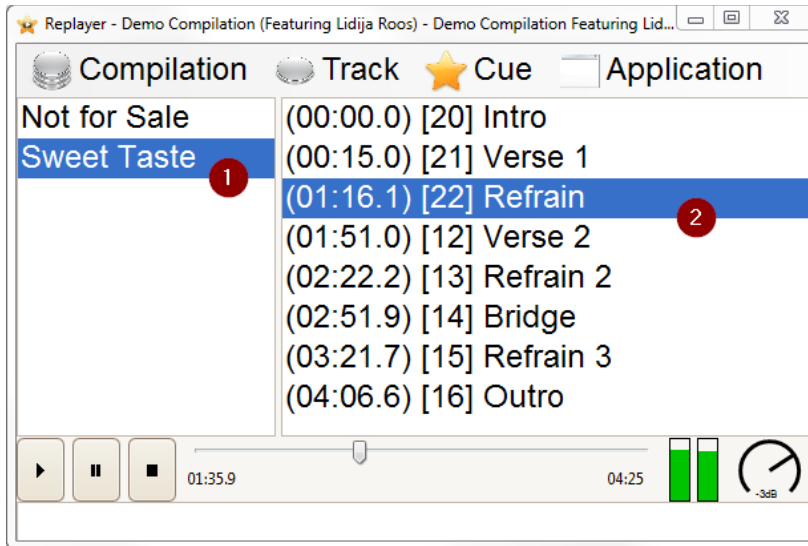 Replayer - Demo Compilation (Featuring Lidija Roos) - Demo Compilation Featuring Lid...
Compilation Track Cue Application
Not for Sale
Sweet Taste
1
(00:00.0) [20] Intro
(00:15.0) [21] Verse 1
(01:16.1) [22] Refrain
2
(01:51.0) [12] Verse 2
(02:22.2) [13] Refrain 2
(02:51.9) [14] Bridge
(03:21.7) [15] Refrain 3
(04:06.6) [16] Outro
01:35.9 04:25
-3dB